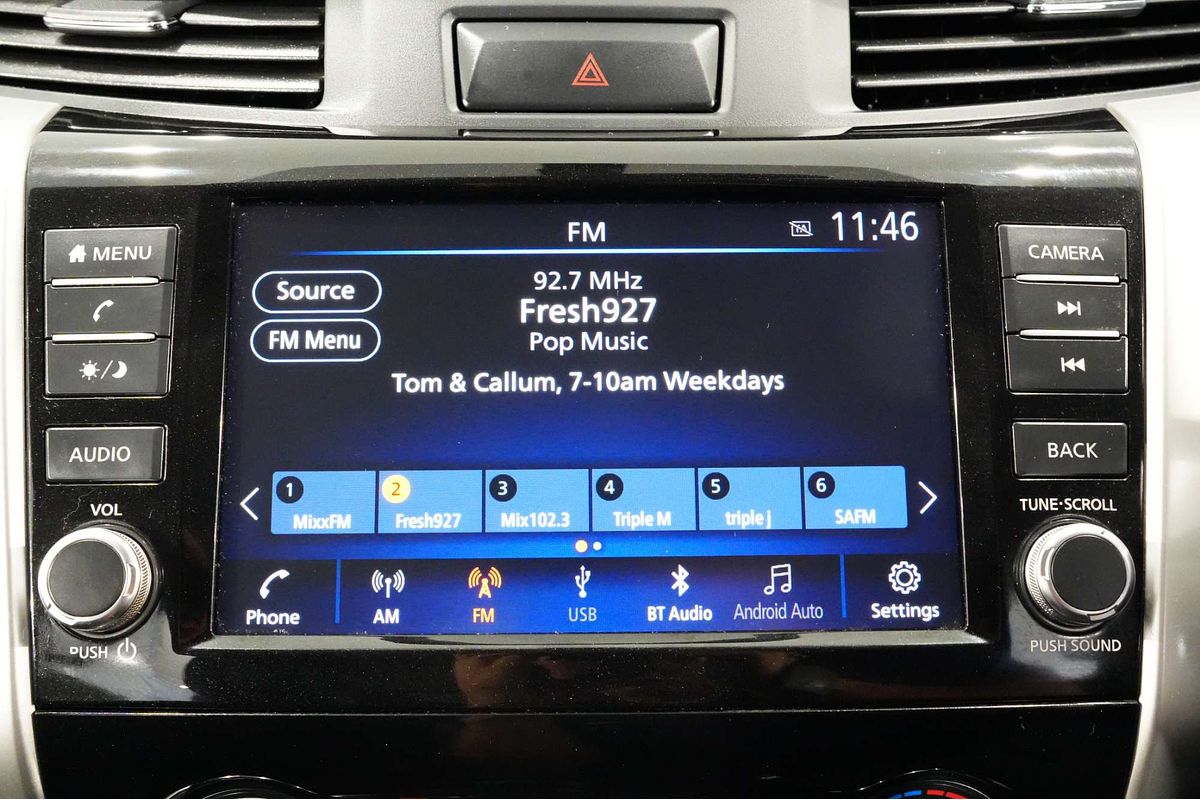 FM
TA
11:46
MENU
AUDIO
VOL
PUSH
Source
FM Menu
92.7 MHz
Fresh927
Pop Music
Tom & Callum, 7-10am Weekdays
1 MixxFM
2 Fresh927
3 Mix102.3
4 Triple M
5 triple j
6 SAFM
Phone
AM
FM
USB
BT Audio
Android Auto
Settings
CAMERA
BACK
TUNE·SCROLL
PUSH SOUND